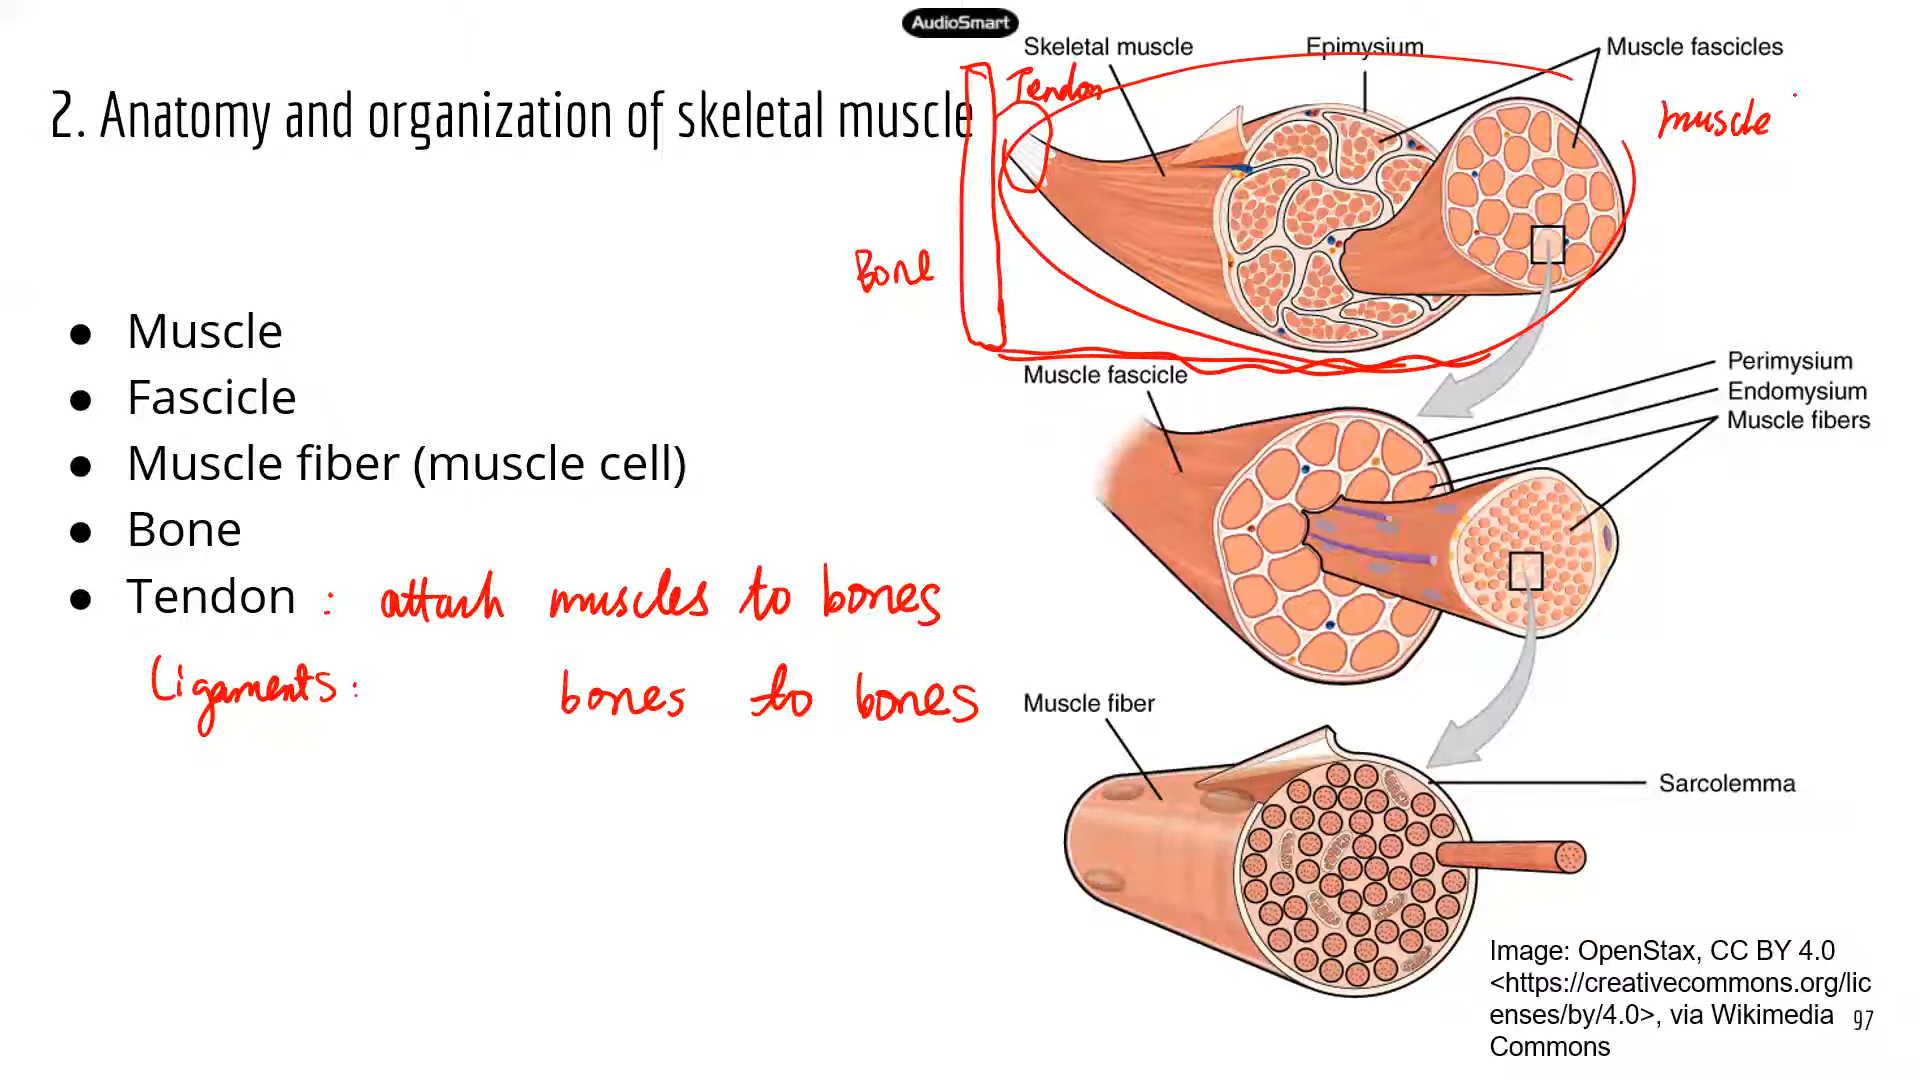 AudioSmart
2. Anatomy and organization of skeletal muscle
● Muscle
● Fascicle
● Muscle fiber (muscle cell)
● Bone
● Tendon : attach muscles to bones
Ligaments: bones to bones
Skeletal muscle
Epimysium
Muscle fascicles
Tendon
muscle
Bone
Muscle fascicle
Perimysium
Endomysium
Muscle fibers
Muscle fiber
Sarcolemma
Image: OpenStax, CC BY 4.0
<https://creativecommons.org/lic
enses/by/4.0>, via Wikimedia
Commons
97